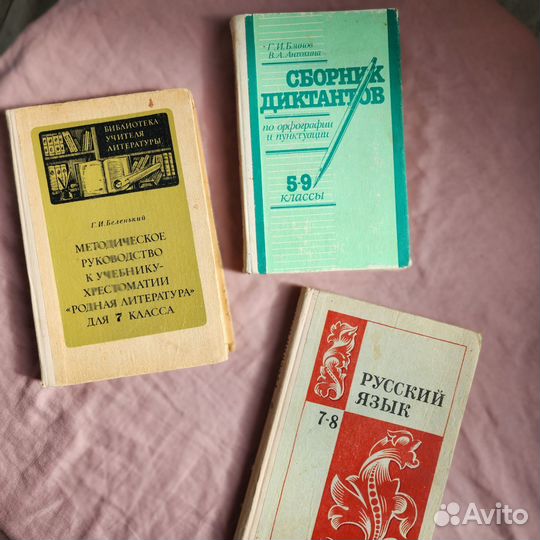 БИБЛИОТЕКА
УЧИТЕЛЯ
ЛИТЕРАТУРЫ
Г. И. Беленький
МЕТОДИЧЕСКОЕ
РУКОВОДСТВО
К УЧЕБНИКУ-
ХРЕСТОМАТИИ
«РОДНАЯ ЛИТЕРАТУРА»
ДЛЯ 7 КЛАССА
Г. И. Блинов
В. А. Антохина
СБОРНИК
ДИКТАНТОВ
по орфографии
и пунктуации
5-9
КЛАССЫ
РУССКИЙ
ЯЗЫК
7-8
Avito